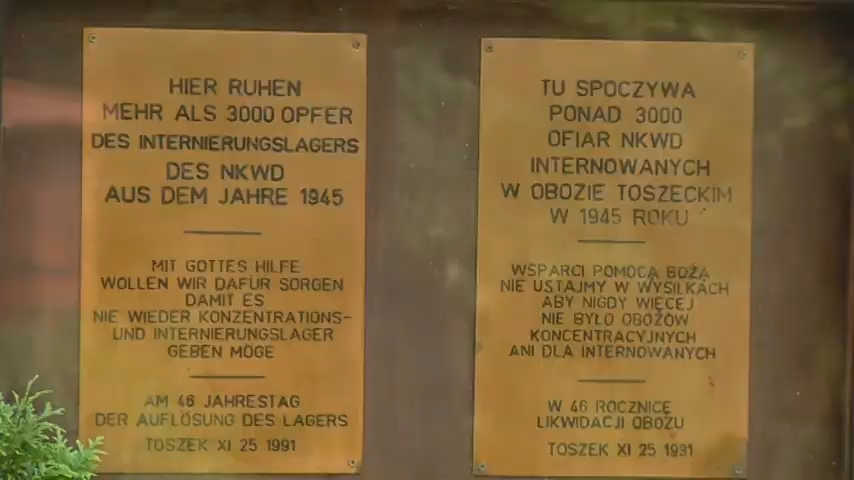 HIER RUHEN
MEHR ALS 3000 OPFER
DES INTERNIERUNGSLAGERS
DES NKWD
AUS DEM JAHRE 1945
MIT GOTTES HILFE
WOLLEN WIR DAFÜR SORGEN
DAMIT ES
NIE WIEDER KONZENTRATIONS-
UND INTERNIERUNGSLAGER
GEBEN MÖGE
AM 46 JAHRESTAG
DER AUFLÖSUNG DES LAGERS
TOSZEK XI 25 1991
TU SPOCZYWA
PONAD 3000
OFIAR NKWD
INTERNOWANYCH
W OBOZIE TOSZECKIM
W 1945 ROKU
WSPARCI POMOCĄ BOŻĄ
NIE USTAJMY W WYSIŁKACH
ABY NIGDY WIĘCEJ
NIE BYŁO OBOZÓW
KONCENTRACYJNYCH
ANI DLA INTERNOWANYCH
W 46 ROCZNICĘ
LIKWIDACJI OBOZU
TOSZEK XI 25 1991